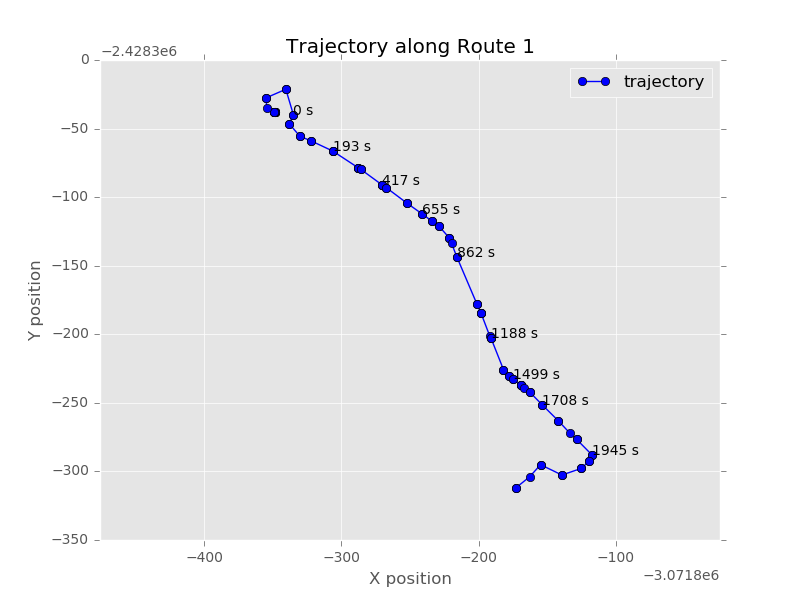 Trajectory along Route 1
−2.4283e6
trajectory
0
−50
−100
−150
−200
−250
−300
−350
Y position
0 s
193 s
417 s
655 s
862 s
1188 s
1499 s
1708 s
1945 s
−400
−300
−200
−100
X position
−3.0718e6